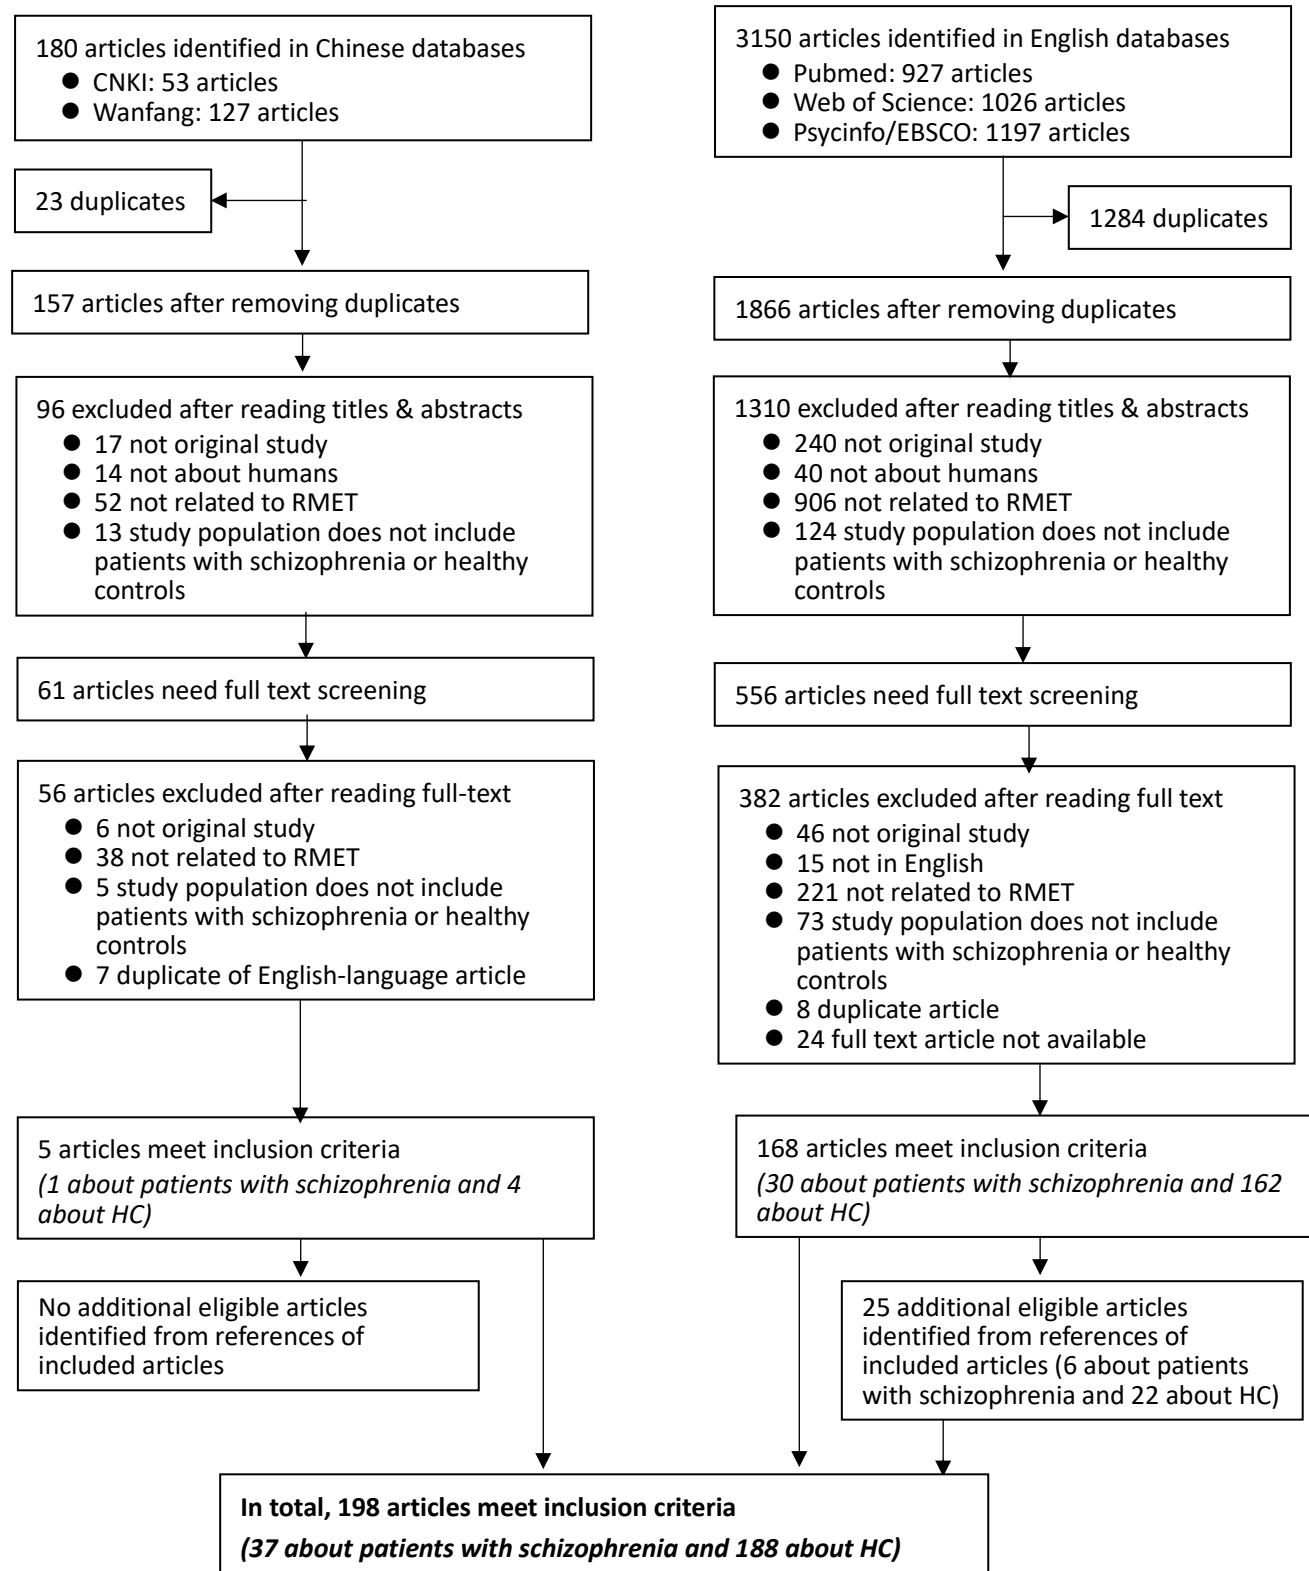 180 articles identified in Chinese databases
● CNKI: 53 articles
● Wanfang: 127 articles
23 duplicates
157 articles after removing duplicates
96 excluded after reading titles & abstracts
● 17 not original study
● 14 not about humans
● 52 not related to RMET
● 13 study population does not include
patients with schizophrenia or healthy
controls
61 articles need full text screening
56 articles excluded after reading full-text
● 6 not original study
● 38 not related to RMET
● 5 study population does not include
patients with schizophrenia or healthy
controls
● 7 duplicate of English-language article
5 articles meet inclusion criteria
(1 about patients with schizophrenia and 4
about HC)
No additional eligible articles
identified from references of
included articles
3150 articles identified in English databases
● Pubmed: 927 articles
● Web of Science: 1026 articles
● Psycinfo/EBSCO: 1197 articles
1284 duplicates
1866 articles after removing duplicates
1310 excluded after reading titles & abstracts
● 240 not original study
● 40 not about humans
● 906 not related to RMET
● 124 study population does not include
patients with schizophrenia or healthy
controls
556 articles need full text screening
382 articles excluded after reading full text
● 46 not original study
● 15 not in English
● 221 not related to RMET
● 73 study population does not include
patients with schizophrenia or healthy
controls
● 8 duplicate article
● 24 full text article not available
168 articles meet inclusion criteria
(30 about patients with schizophrenia and 162
about HC)
25 additional eligible articles
identified from references of
included articles (6 about patients
with schizophrenia and 22 about HC)
In total, 198 articles meet inclusion criteria
(37 about patients with schizophrenia and 188 about HC)